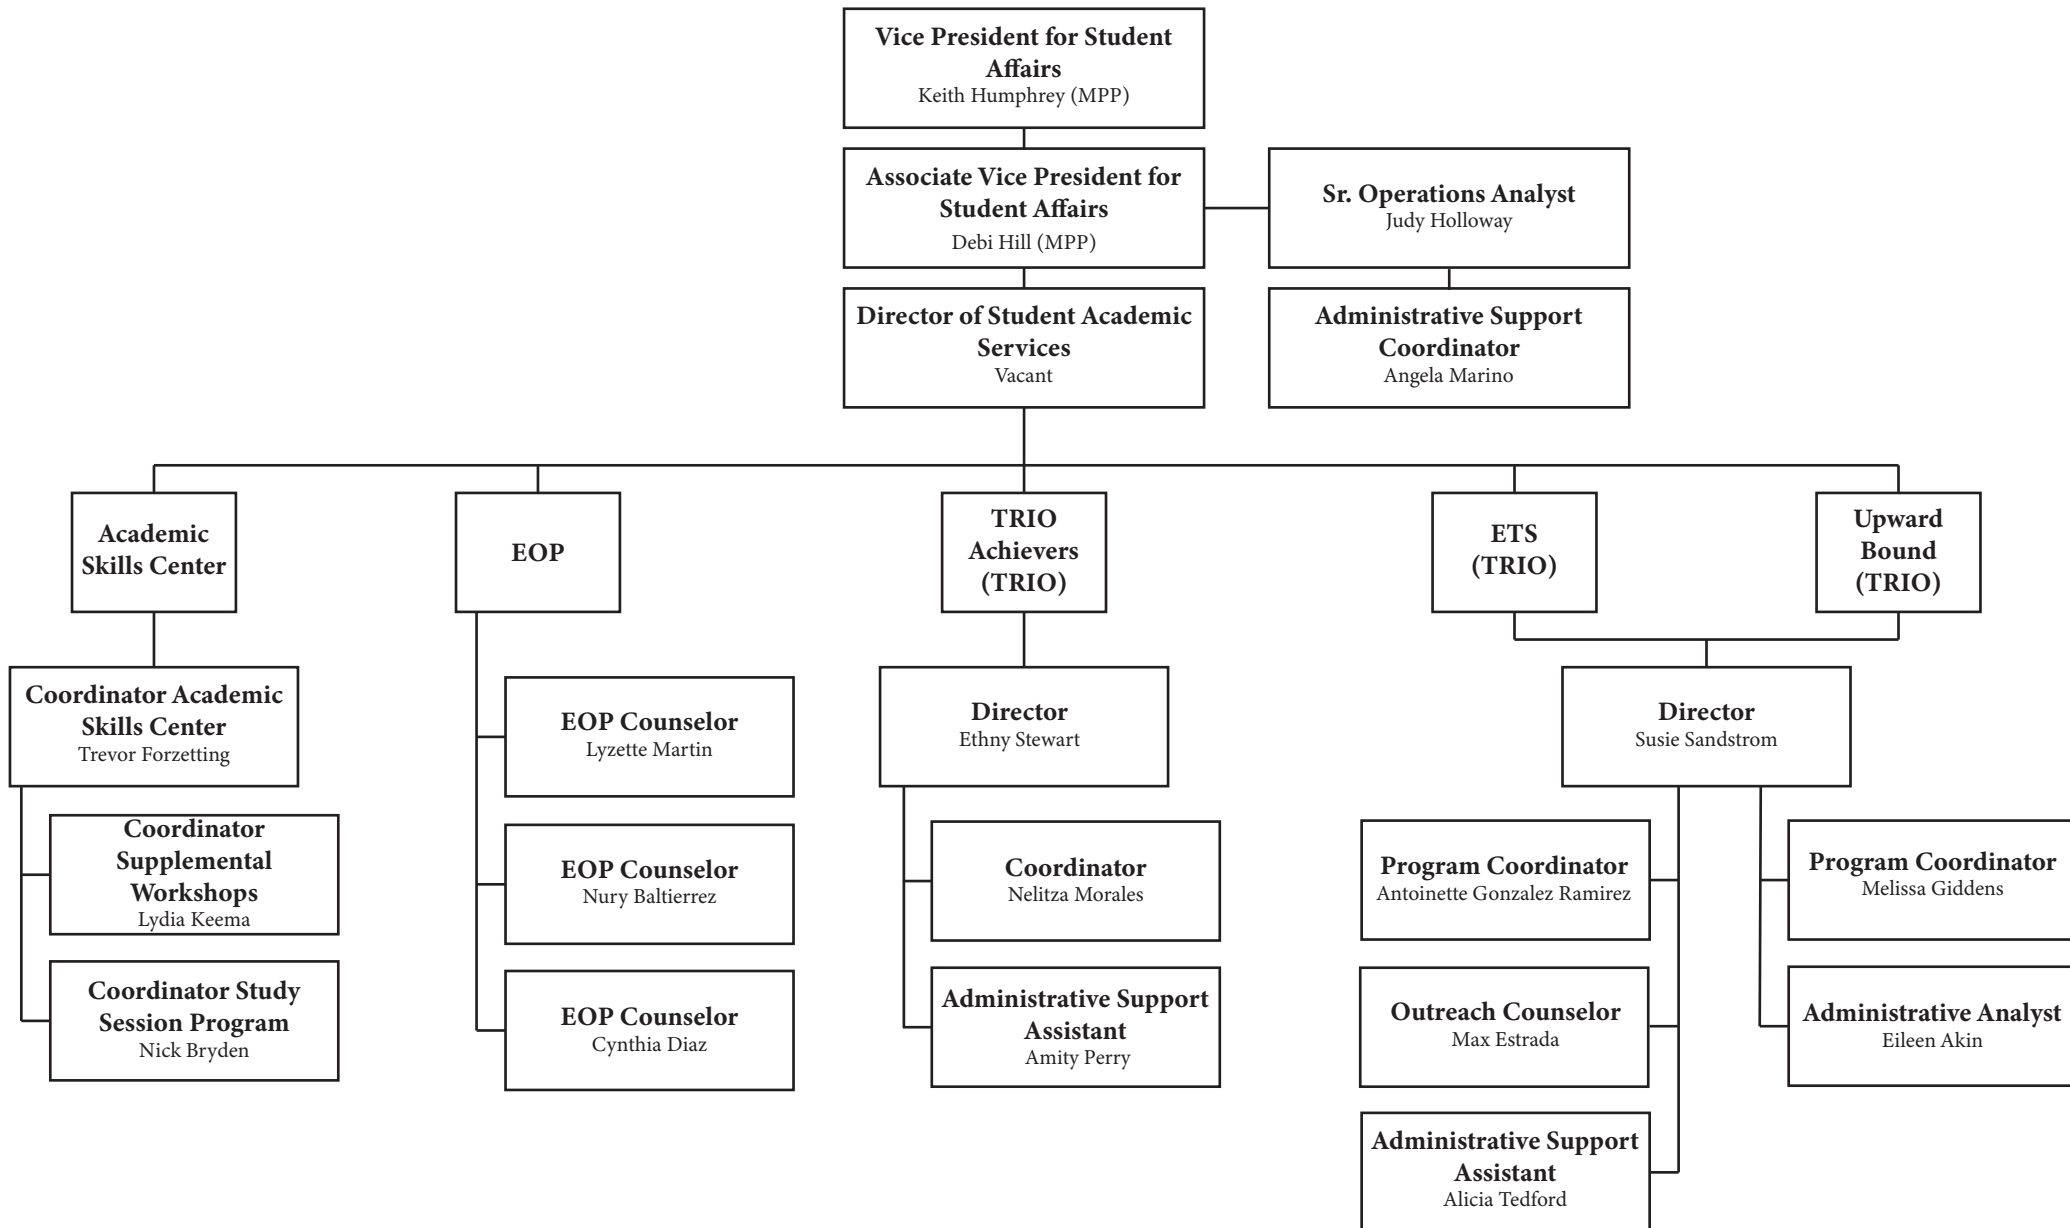 Vice President for Student
Affairs
Keith Humphrey (MPP)
Associate Vice President for
Student Affairs
Debi Hill (MPP)
Sr. Operations Analyst
Judy Holloway
Director of Student Academic
Services
Vacant
Administrative Support
Coordinator
Angela Marino
Academic
Skills Center
EOP
TRIO
Achievers
(TRIO)
ETS
(TRIO)
Upward
Bound
(TRIO)
Coordinator Academic
Skills Center
Trevor Forzetting
Coordinator
Supplemental
Workshops
Lydia Keema
Coordinator Study
Session Program
Nick Bryden
EOP Counselor
Lyzette Martin
EOP Counselor
Nury Baltierrez
EOP Counselor
Cynthia Diaz
Director
Ethny Stewart
Coordinator
Nelitza Morales
Administrative Support
Assistant
Amity Perry
Director
Susie Sandstrom
Program Coordinator
Antoinette Gonzalez Ramirez
Outreach Counselor
Max Estrada
Administrative Support
Assistant
Alicia Tedford
Program Coordinator
Melissa Giddens
Administrative Analyst
Eileen Akin